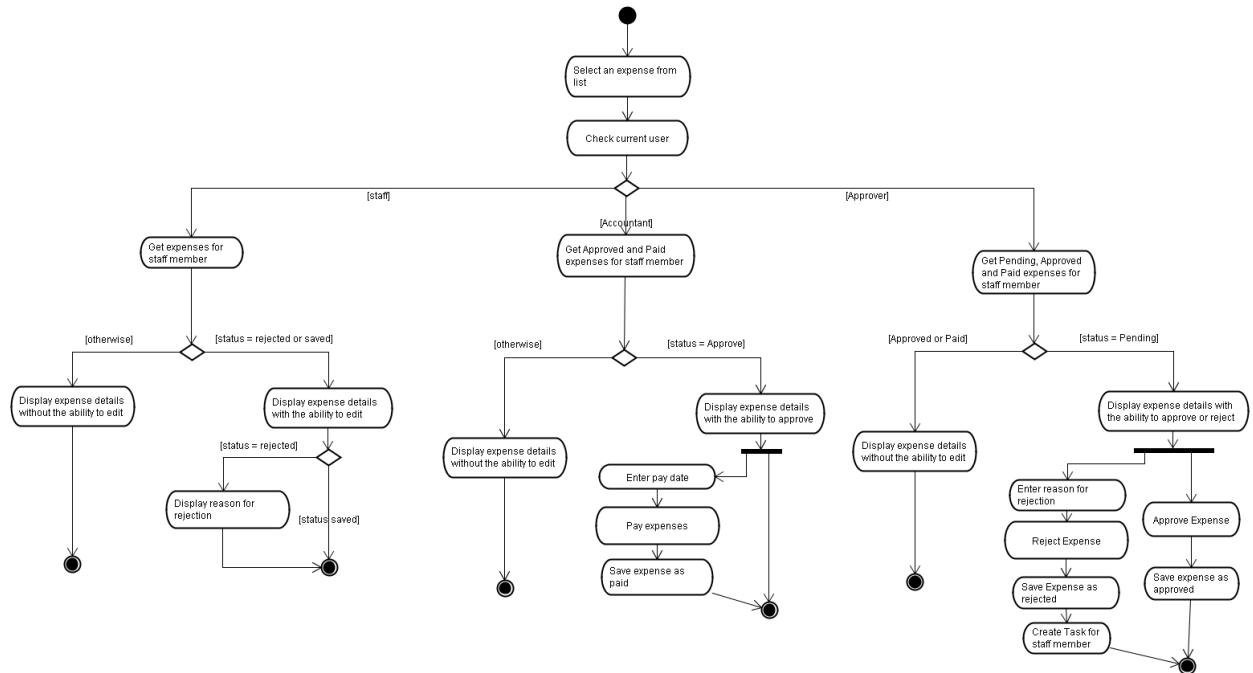 Select an expense from
list
Check current user
[staff]
[Accountant]
[Approver]
Get expenses for
staff member
Get Approved and Paid
expenses for staff member
Get Pending, Approved
and Paid expenses for
staff member
[otherwise]
[status = rejected or saved]
[otherwise]
[status = Approve]
[Approved or Paid]
[status = Pending]
Display expense details
without the ability to edit
Display expense details
with the ability to edit
[status = rejected]
Display reason for
rejection
[status saved]
Display expense details
without the ability to edit
Display expense details
with the ability to approve
Enter pay date
Pay expenses
Save expense as
paid
Display expense details
without the ability to edit
Display expense details with
the ability to approve or reject
Enter reason for
rejection
Reject Expense
Save Expense as
rejected
Create Task for
staff member
Approve Expense
Save expense as
approved